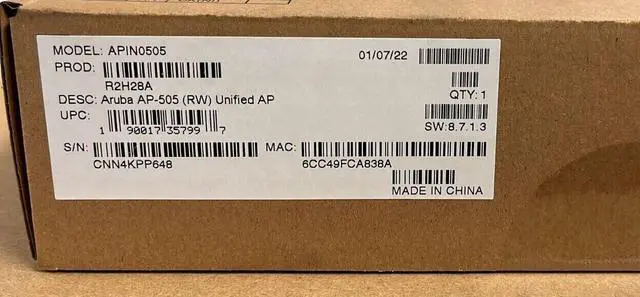 MODEL: APIN0505
01/07/22
PROD:
R2H28A
QTY: 1
DESC: Aruba AP-505 (RW) Unified AP
UPC:
1 90017 35799 7
SW:8.7.1.3
S/N:
CNN4KPP648
MAC:
6CC49FCA838A
MADE IN CHINA